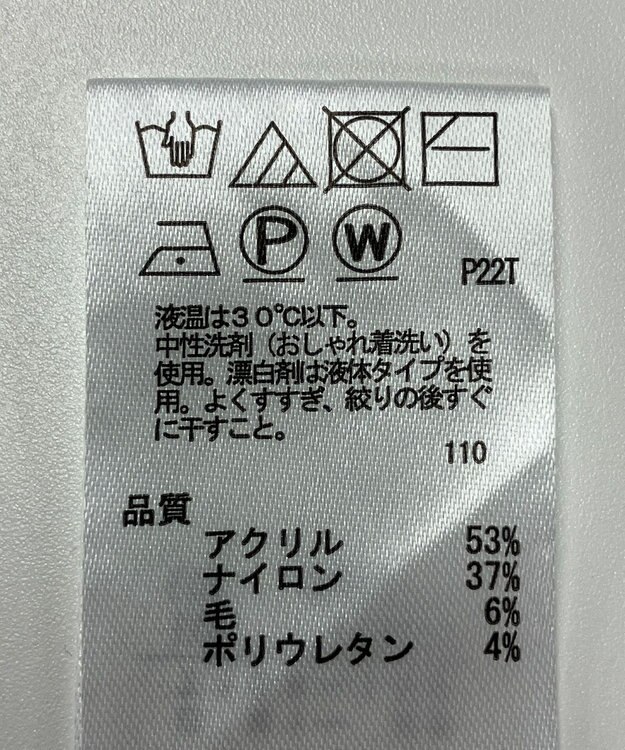 P W
P22T
液温は30℃以下。
中性洗剤（おしゃれ着洗い）を
使用。漂白剤は液体タイプを使
用。よくすすぎ、絞りの後すぐ
に干すこと。
110
品質
アクリル 53%
ナイロン 37%
毛 6%
ポリウレタン 4%